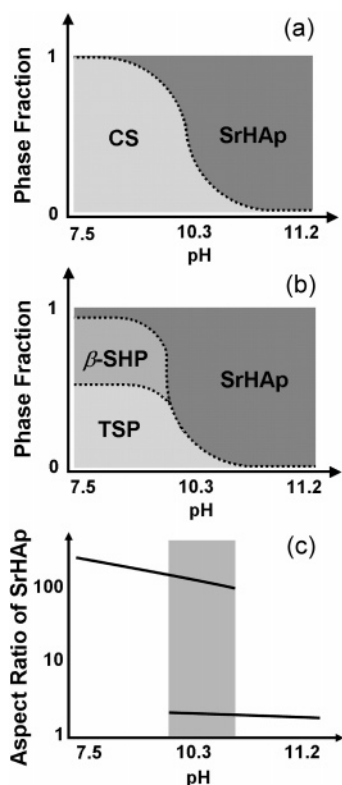 (a)
1
Phase Fraction
CS
SrHAp
0
7.5
10.3
11.2
pH
(b)
1
Phase Fraction
β-SHP
SrHAp
TSP
0
7.5
10.3
11.2
pH
(c)
Aspect Ratio of SrHAp
100
10
1
7.5
10.3
11.2
pH